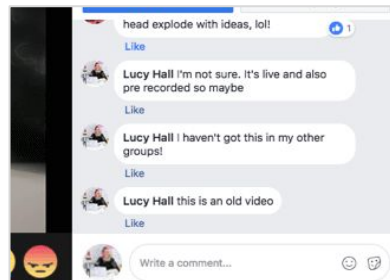 head explode with ideas, lol!
1
Like
Lucy Hall I'm not sure. It's live and also
pre recorded so maybe
Like
Lucy Hall I haven't got this in my other
groups!
Like
Lucy Hall this is an old video
Like
Write a comment...